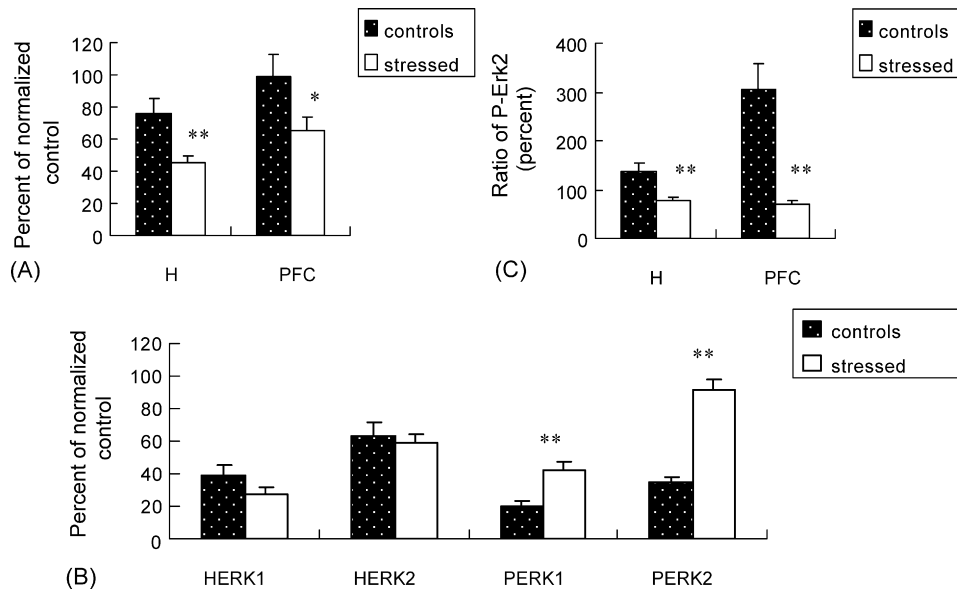 controls
stressed
Percent of normalized
control
120
100
80
60
40
20
0
**
*
H
PFC
(A)
controls
stressed
Ratio of P-Erk2
(percent)
400
300
200
100
0
**
**
H
PFC
(C)
controls
stressed
Percent of normalized
control
120
100
80
60
40
20
0
**
**
HERK1
HERK2
PERK1
PERK2
(B)